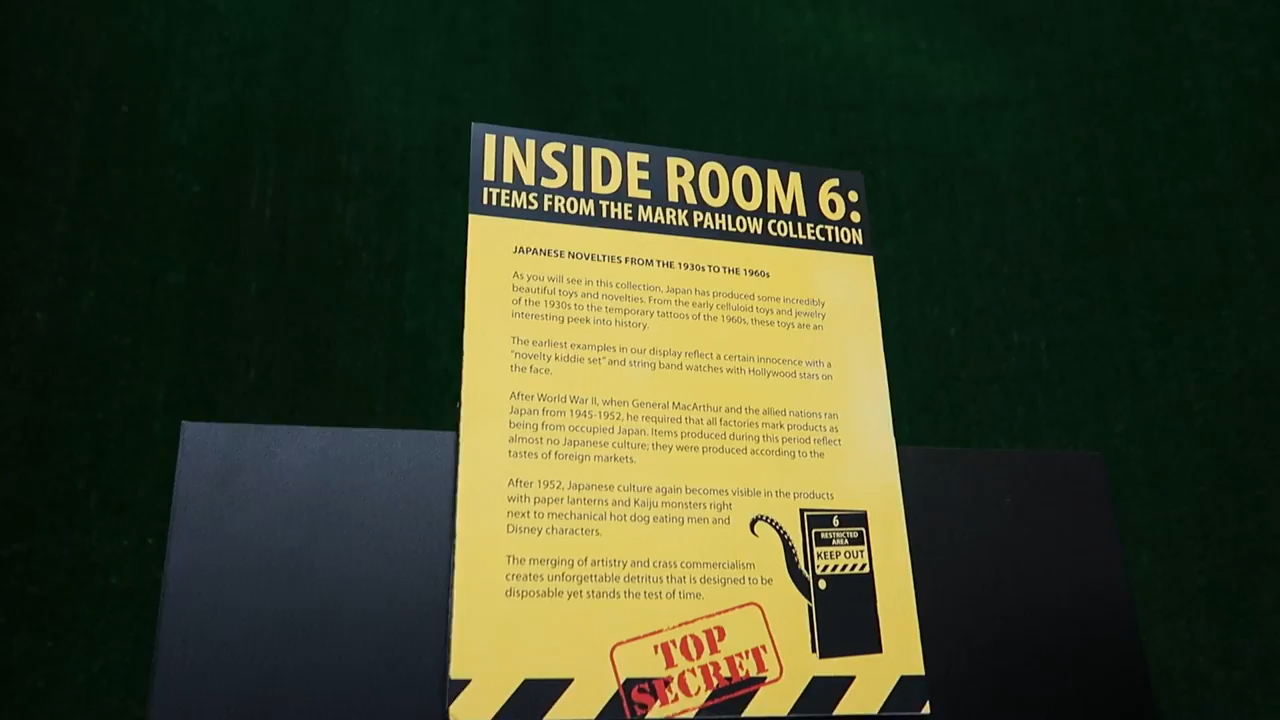 INSIDE ROOM 6:
ITEMS FROM THE MARK PAHLOW COLLECTION
JAPANESE NOVELTIES FROM THE 1930s TO THE 1960s
As you will see in this collection, Japan has produced some incredibly
beautiful toys and novelties. From the early celluloid toys and jewelry
of the 1930s to the temporary tattoos of the 1960s, these toys are an
interesting peek into history.
The earliest examples in our display reflect a certain innocence with a
"novelty kiddie set" and string band watches with Hollywood stars on
the face.
After World War II, when General MacArthur and the allied nations ran
Japan from 1945-1952, he required that all factories mark products as
being from occupied Japan. Items produced during this period reflect
almost no Japanese culture; they were produced according to the
tastes of foreign markets.
After 1952, Japanese culture again becomes visible in the products
with paper lanterns and Kaiju monsters right
next to mechanical hot dog eating men and
Disney characters.
The merging of artistry and crass commercialism
creates unforgettable detritus that is designed to be
disposable yet stands the test of time.
6
RESTRICTED
AREA
KEEP OUT
TOP
SECRET